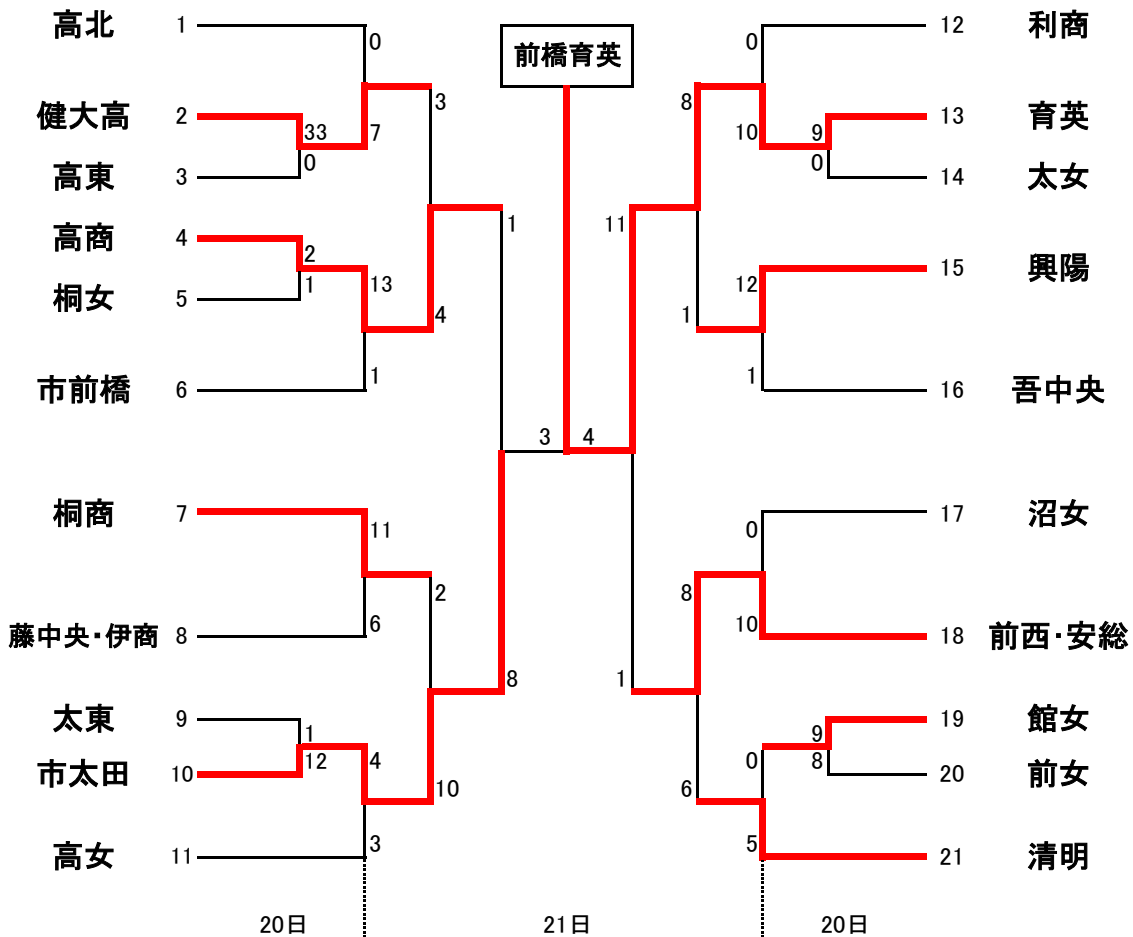 高北 1 0
健大高 2 33 7 3
高東 3 0
高商 4 2 13 4 1
桐女 5 1
市前橋 6 1
前橋育英
3 4
桐商 7 11
藤中央・伊商 8 6 2
太東 9 1
市太田 10 12 4 10 8
高女 11 3
0 12 利商
8 10 9 13 育英
0 14 太女
11 1 12 15 興陽
1 16 吾中央
0 17 沼女
1 8 10 18 前西・安総
9 19 館女
6 0 8 20 前女
5 21 清明
20日 21日 20日